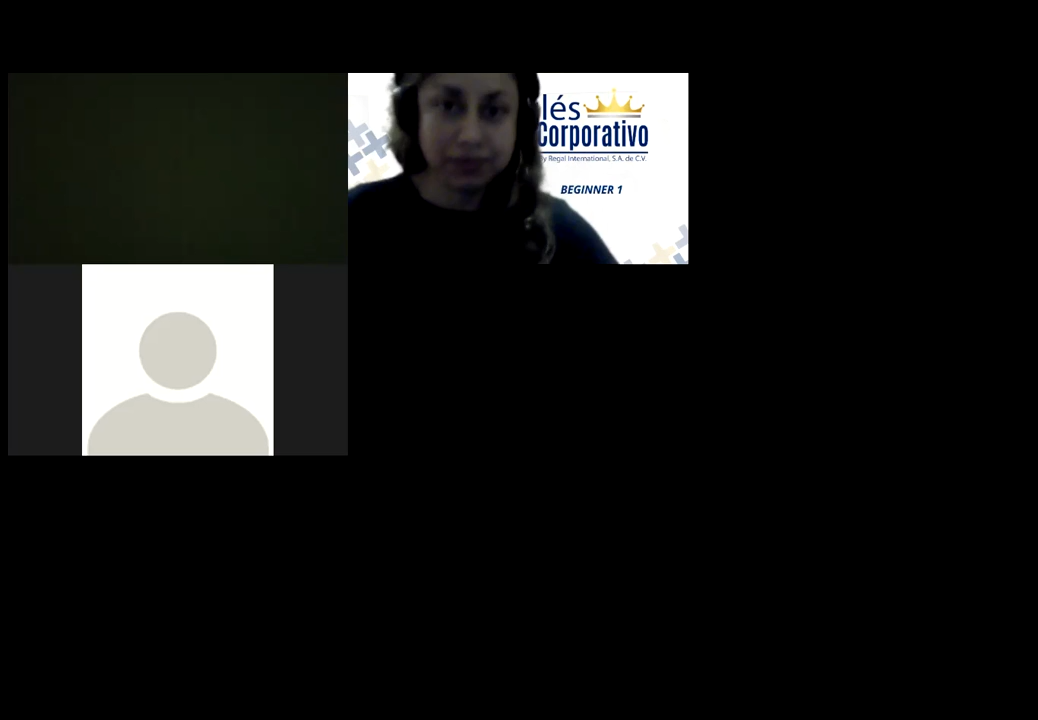 lés
Corporativo
y Regal International, S.A. de C.V.
BEGINNER 1